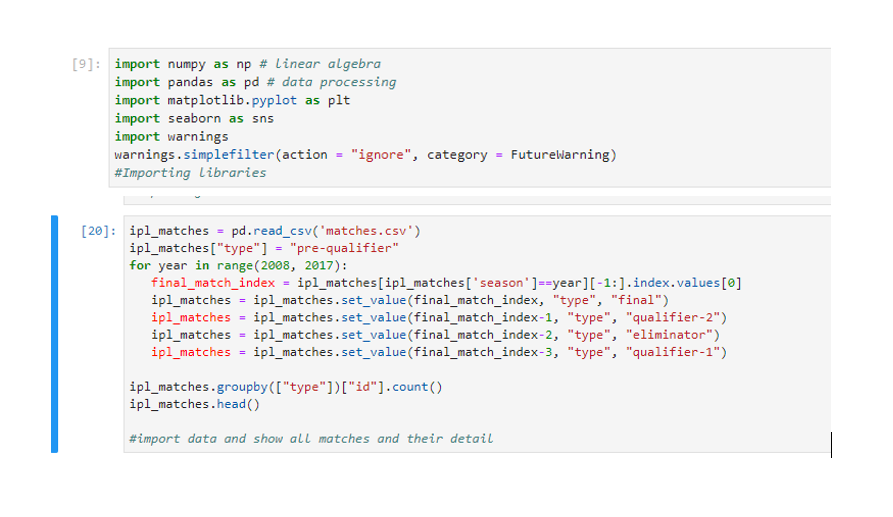 [9]: import numpy as np # linear algebra
import pandas as pd # data processing
import matplotlib.pyplot as plt
import seaborn as sns
import warnings
warnings.simplefilter(action = "ignore", category = FutureWarning)
#Importing libraries
[20]: ipl_matches = pd.read_csv('matches.csv')
ipl_matches["type"] = "pre-qualifier"
for year in range(2008, 2017):
   final_match_index = ipl_matches[ipl_matches['season']==year][-1:].index.values[0]
   ipl_matches = ipl_matches.set_value(final_match_index, "type", "final")
   ipl_matches = ipl_matches.set_value(final_match_index-1, "type", "qualifier-2")
   ipl_matches = ipl_matches.set_value(final_match_index-2, "type", "eliminator")
   ipl_matches = ipl_matches.set_value(final_match_index-3, "type", "qualifier-1")
ipl_matches.groupby(["type"])["id"].count()
ipl_matches.head()
#import data and show all matches and their detail